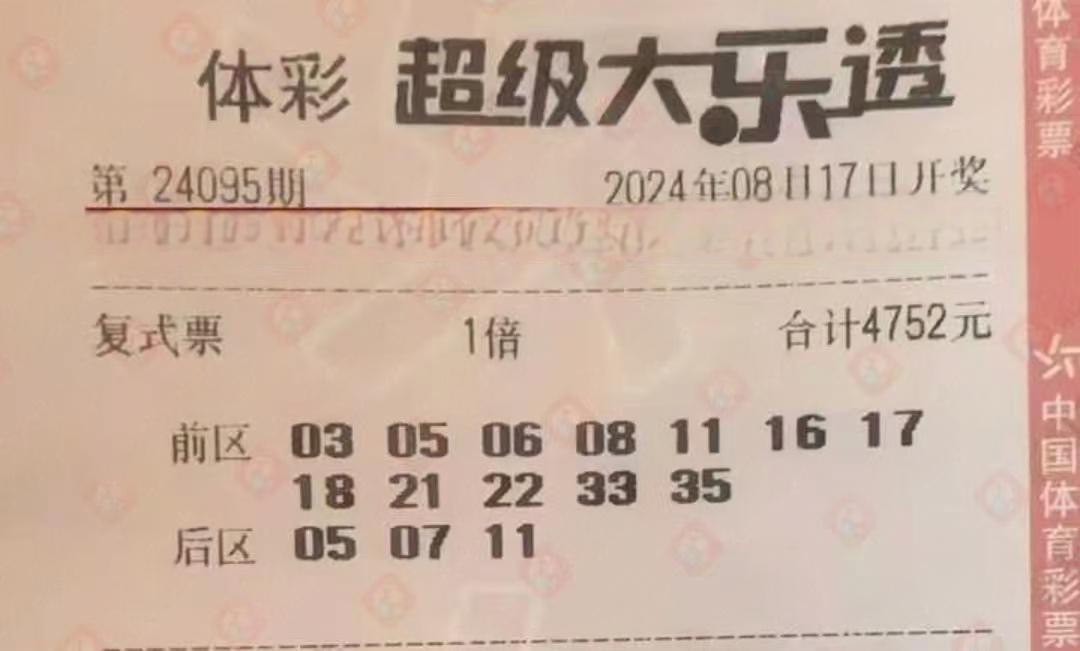 体彩 超级大乐透
第 24095期 2024年08月17日开奖
复式票 1倍 合计4752元
前区 03 05 06 08 11 16 17
18 21 22 33 35
后区 05 07 11
体育彩票
中国体育彩票